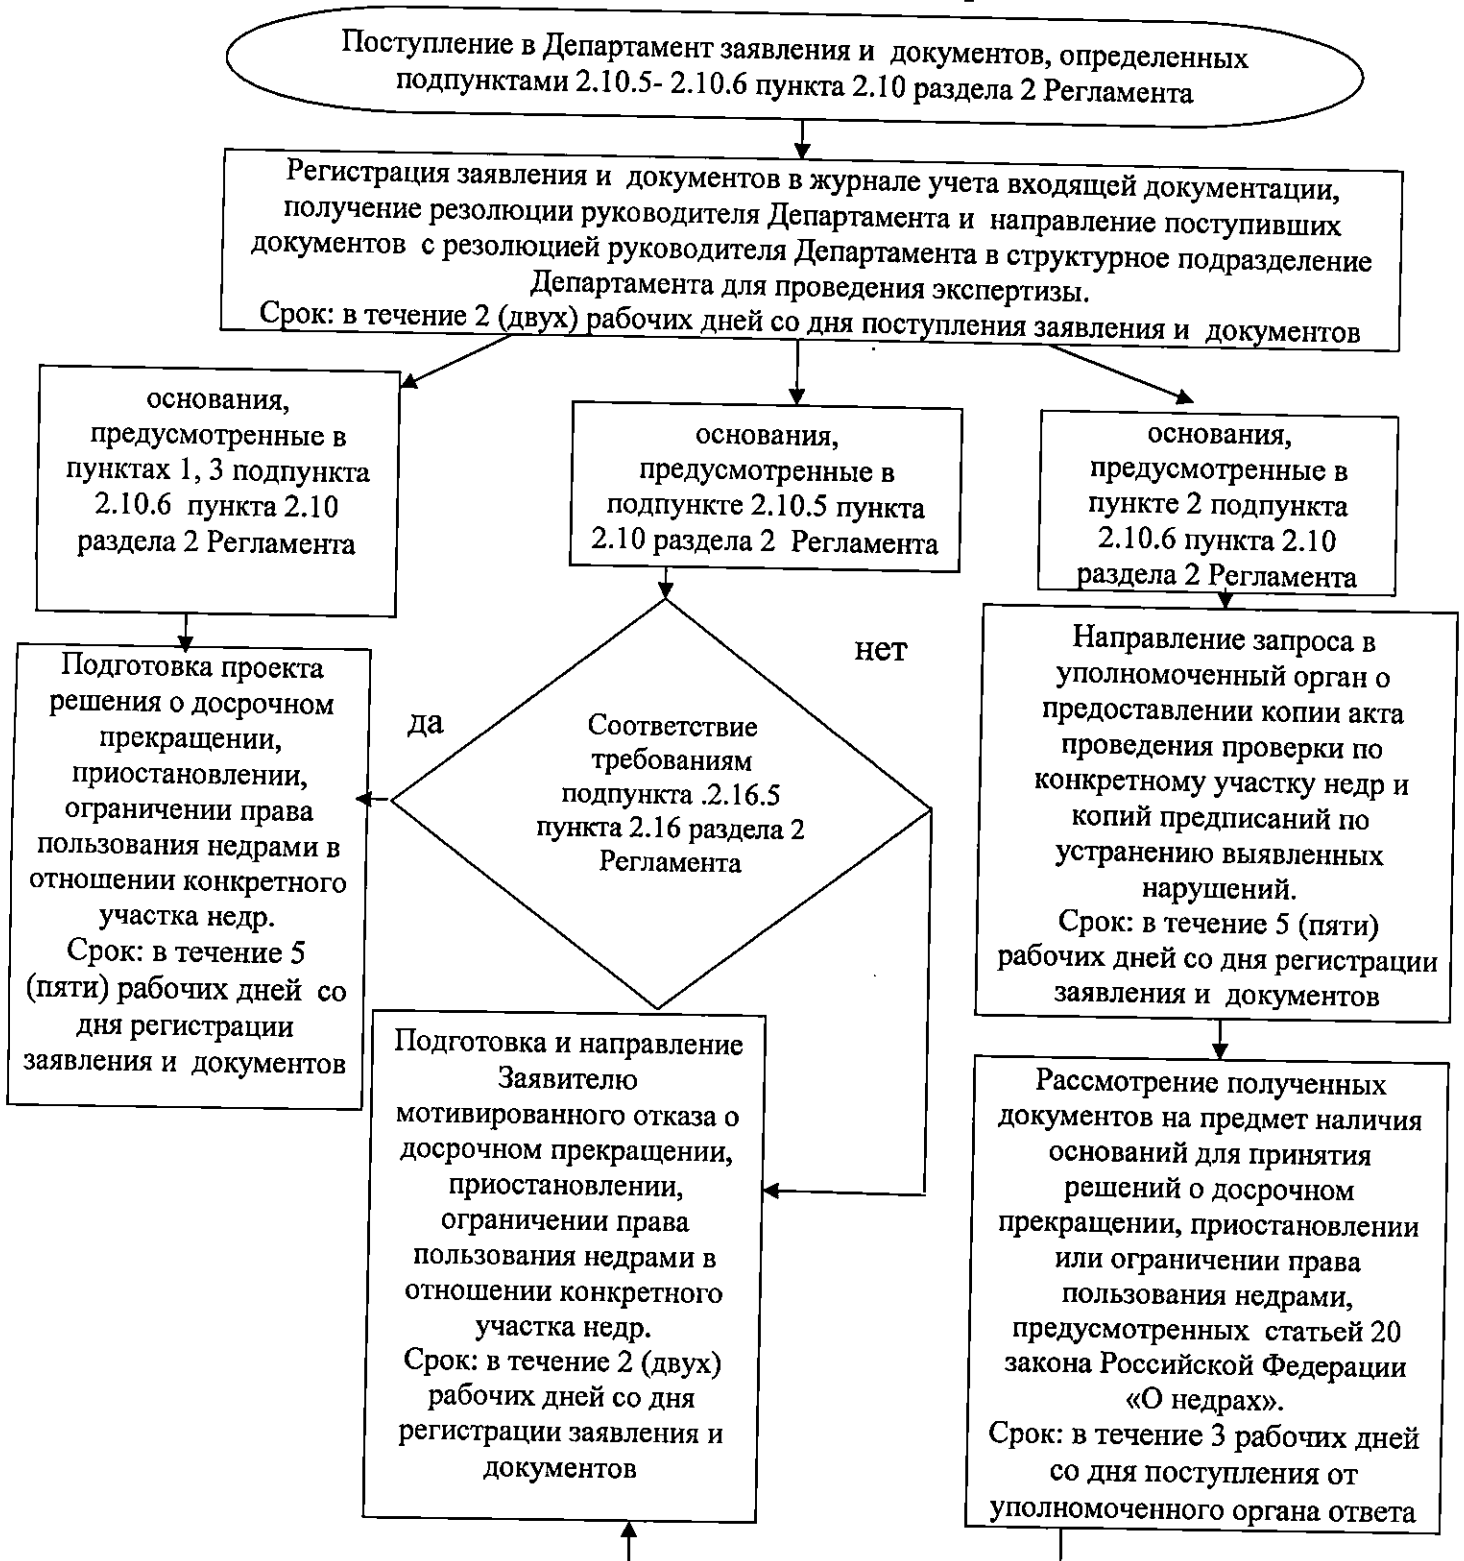 Поступление в Департамент заявления и документов, определенных
подпунктами 2.10.5- 2.10.6 пункта 2.10 раздела 2 Регламента
Регистрация заявления и документов в журнале учета входящей документации,
получение резолюции руководителя Департамента и направление поступивших
документов с резолюцией руководителя Департамента в структурное подразделение
Департамента для проведения экспертизы.
Срок: в течение 2 (двух) рабочих дней со дня поступления заявления и документов
основания,
предусмотренные в
пунктах 1, 3 подпункта
2.10.6 пункта 2.10
раздела 2 Регламента
основания,
предусмотренные в
подпункте 2.10.5 пункта
2.10 раздела 2 Регламента
основания,
предусмотренные в
пункте 2 подпункта
2.10.6 пункта 2.10
раздела 2 Регламента
Подготовка проекта
решения о досрочном
прекращении,
приостановлении,
ограничении права
пользования недрами в
отношении конкретного
участка недр.
Срок: в течение 5
(пяти) рабочих дней со
дня регистрации
заявления и документов
да
нет
Соответствие
требованиям
подпункта .2.16.5
пункта 2.16 раздела 2
Регламента
Направление запроса в
уполномоченный орган о
предоставлении копии акта
проведения проверки по
конкретному участку недр и
копий предписаний по
устранению выявленных
нарушений.
Срок: в течение 5 (пяти)
рабочих дней со дня регистрации
заявления и документов
Подготовка и направление
Заявителю
мотивированного отказа о
досрочном прекращении,
приостановлении,
ограничении права
пользования недрами в
отношении конкретного
участка недр.
Срок: в течение 2 (двух)
рабочих дней со дня
регистрации заявления и
документов
Рассмотрение полученных
документов на предмет наличия
оснований для принятия
решений о досрочном
прекращении, приостановлении
или ограничении права
пользования недрами,
предусмотренных статьей 20
закона Российской Федерации
«О недрах».
Срок: в течение 3 рабочих дней
со дня поступления от
уполномоченного органа ответа